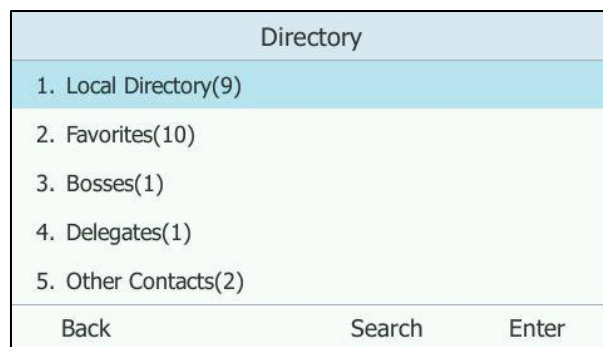 Directory
1. Local Directory(9)
2. Favorites(10)
3. Bosses(1)
4. Delegates(1)
5. Other Contacts(2)
Back Search Enter